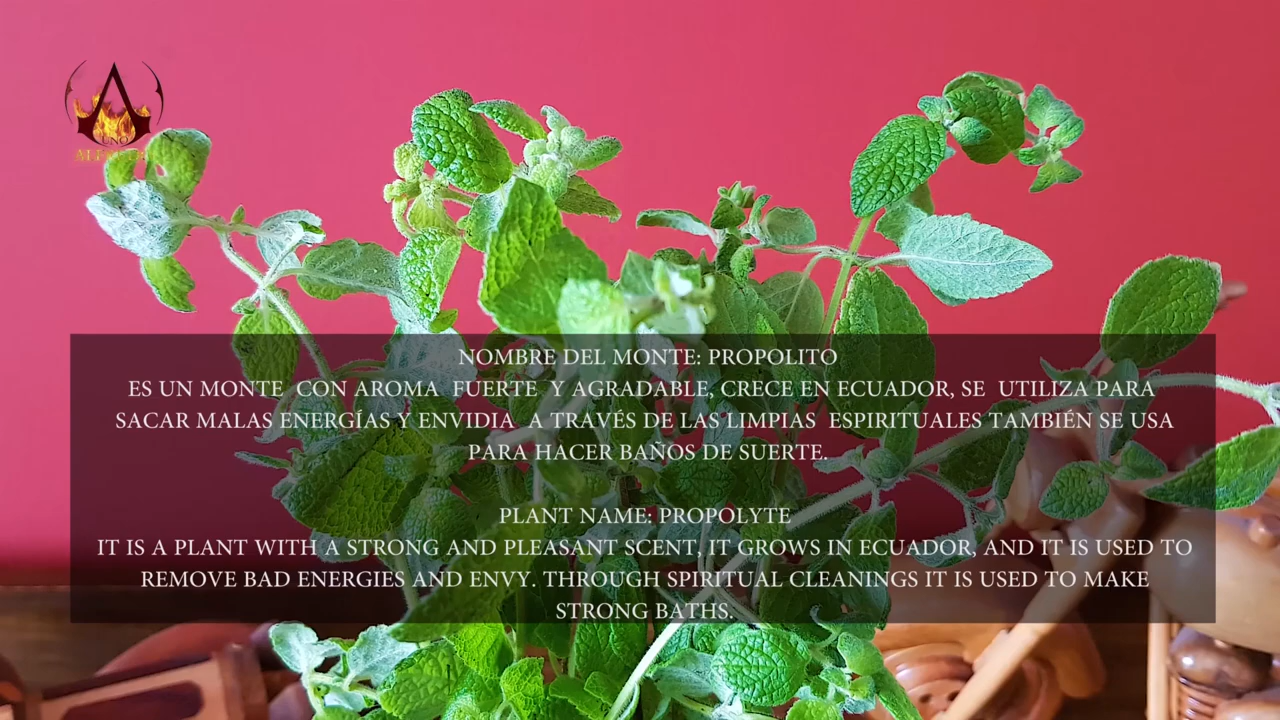 UNO
NOMBRE DEL MONTE: PROPOLITO
ES UN MONTE CON AROMA FUERTE Y AGRADABLE, CRECE EN ECUADOR, SE UTILIZA PARA
SACAR MALAS ENERGÍAS Y ENVIDIA A TRAVÉS DE LAS LIMPIAS ESPIRITUALES TAMBIÉN SE USA
PARA HACER BAÑOS DE SUERTE.
PLANT NAME: PROPOLYTE
IT IS A PLANT WITH A STRONG AND PLEASANT SCENT, IT GROWS IN ECUADOR, AND IT IS USED TO
REMOVE BAD ENERGIES AND ENVY. THROUGH SPIRITUAL CLEANINGS IT IS USED TO MAKE
STRONG BATHS.